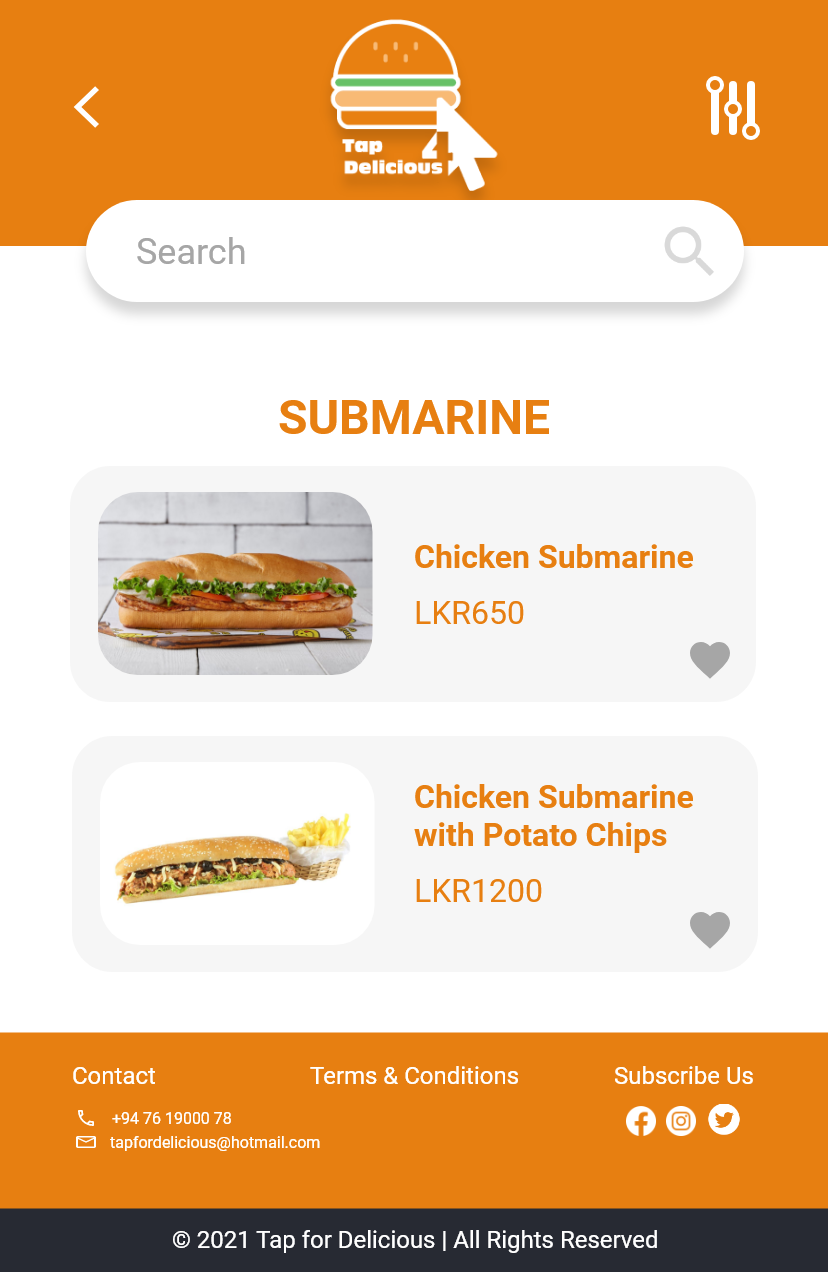 Tap 4
Delicious
Search
SUBMARINE
Chicken Submarine
LKR650
Chicken Submarine
with Potato Chips
LKR1200
Contact
Terms & Conditions
Subscribe Us
+94 76 19000 78
tapfordelicious@hotmail.com
© 2021 Tap for Delicious | All Rights Reserved